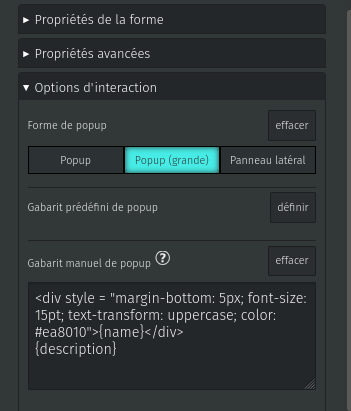 ▸ Propriétés de la forme
▸ Propriétés avancées
▾ Options d'interaction
Forme de popup effacer
Popup Popup (grande) Panneau latéral
Gabarit prédéfini de popup définir
Gabarit manuel de popup ? effacer
<div style = "margin-bottom: 5px; font-size:
15pt; text-transform: uppercase; color:
#ea8010">{name}</div>
{description}